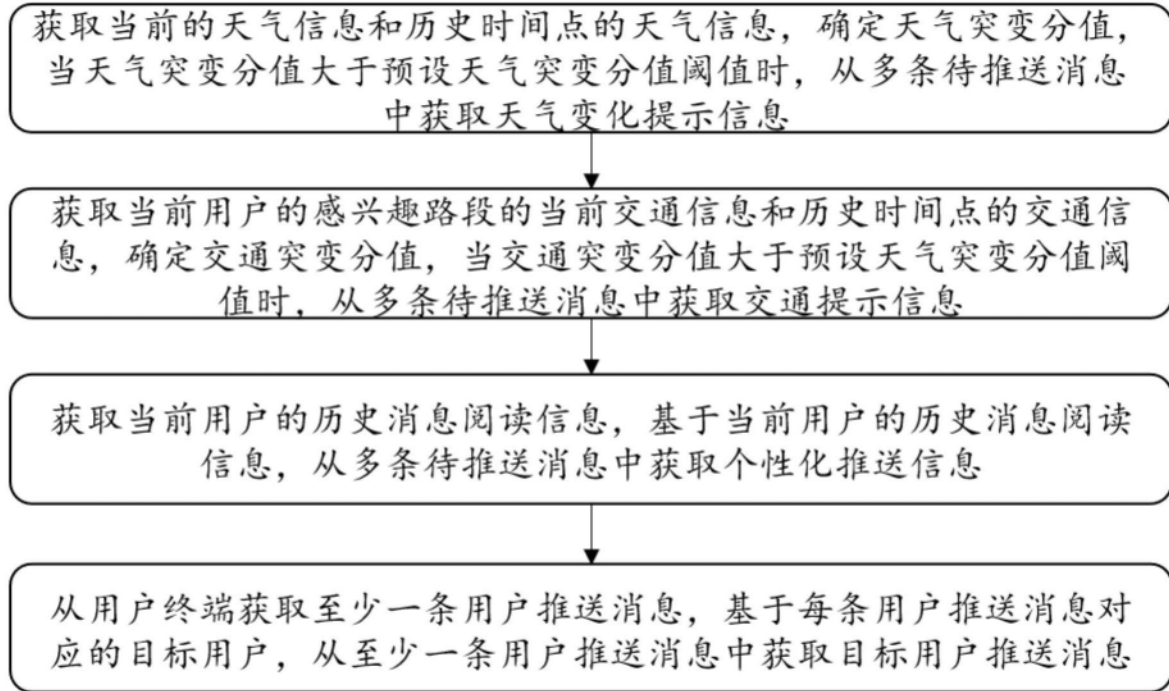 获取当前的天气信息和历史时间点的天气信息，确定天气突变分值，
当天气突变分值大于预设天气突变分值阈值时，从多条待推送消息
中获取天气变化提示信息
获取当前用户的感兴趣路段的当前交通信息和历史时间点的交通信
息，确定交通突变分值，当交通突变分值大于预设天气突变分值阈
值时，从多条待推送消息中获取交通提示信息
获取当前用户的历史消息阅读信息，基于当前用户的历史消息阅读
信息，从多条待推送消息中获取个性化推送信息
从用户终端获取至少一条用户推送消息，基于每条用户推送消息对
应的目标用户，从至少一条用户推送消息中获取目标用户推送消息